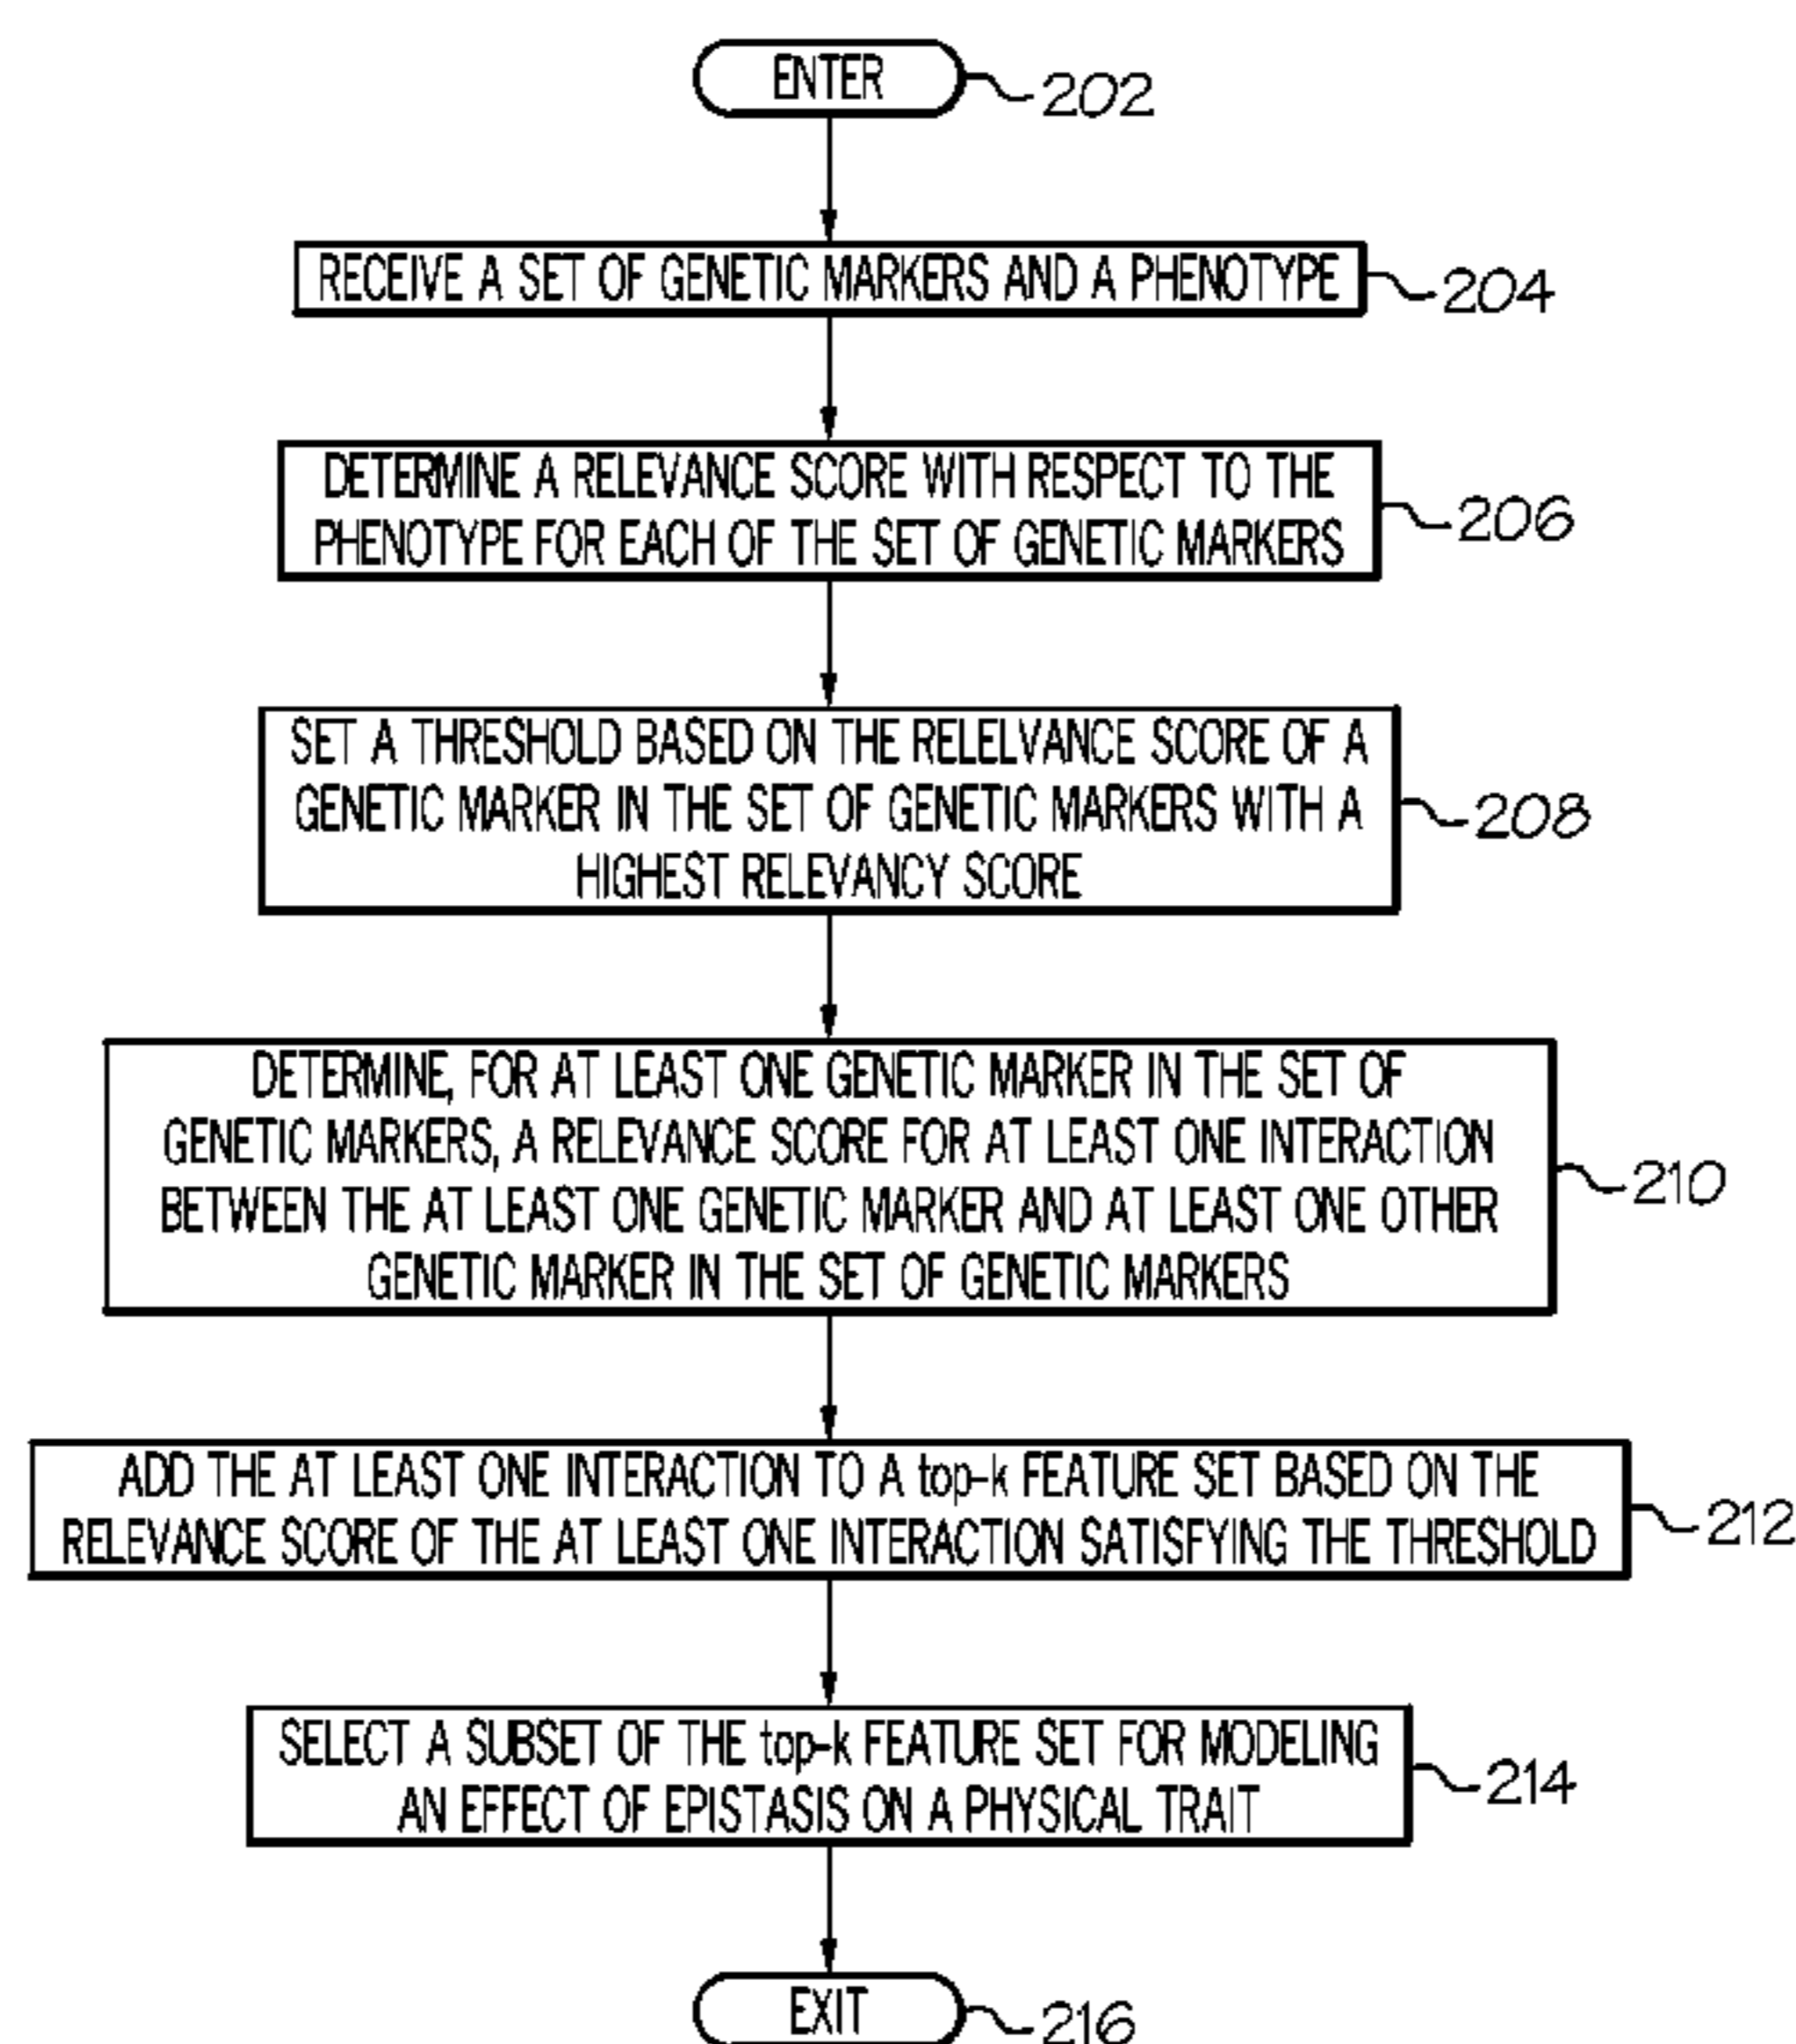 ENTER
202
RECEIVE A SET OF GENETIC MARKERS AND A PHENOTYPE
204
DETERMINE A RELEVANCE SCORE WITH RESPECT TO THE
PHENOTYPE FOR EACH OF THE SET OF GENETIC MARKERS
206
SET A THRESHOLD BASED ON THE RELELVANCE SCORE OF A
GENETIC MARKER IN THE SET OF GENETIC MARKERS WITH A
HIGHEST RELEVANCY SCORE
208
DETERMINE, FOR AT LEAST ONE GENETIC MARKER IN THE SET OF
GENETIC MARKERS, A RELEVANCE SCORE FOR AT LEAST ONE INTERACTION
BETWEEN THE AT LEAST ONE GENETIC MARKER AND AT LEAST ONE OTHER
GENETIC MARKER IN THE SET OF GENETIC MARKERS
210
ADD THE AT LEAST ONE INTERACTION TO A top-k FEATURE SET BASED ON THE
RELEVANCE SCORE OF THE AT LEAST ONE INTERACTION SATISFYING THE THRESHOLD
212
SELECT A SUBSET OF THE top-k FEATURE SET FOR MODELING
AN EFFECT OF EPISTASIS ON A PHYSICAL TRAIT
214
EXIT
216